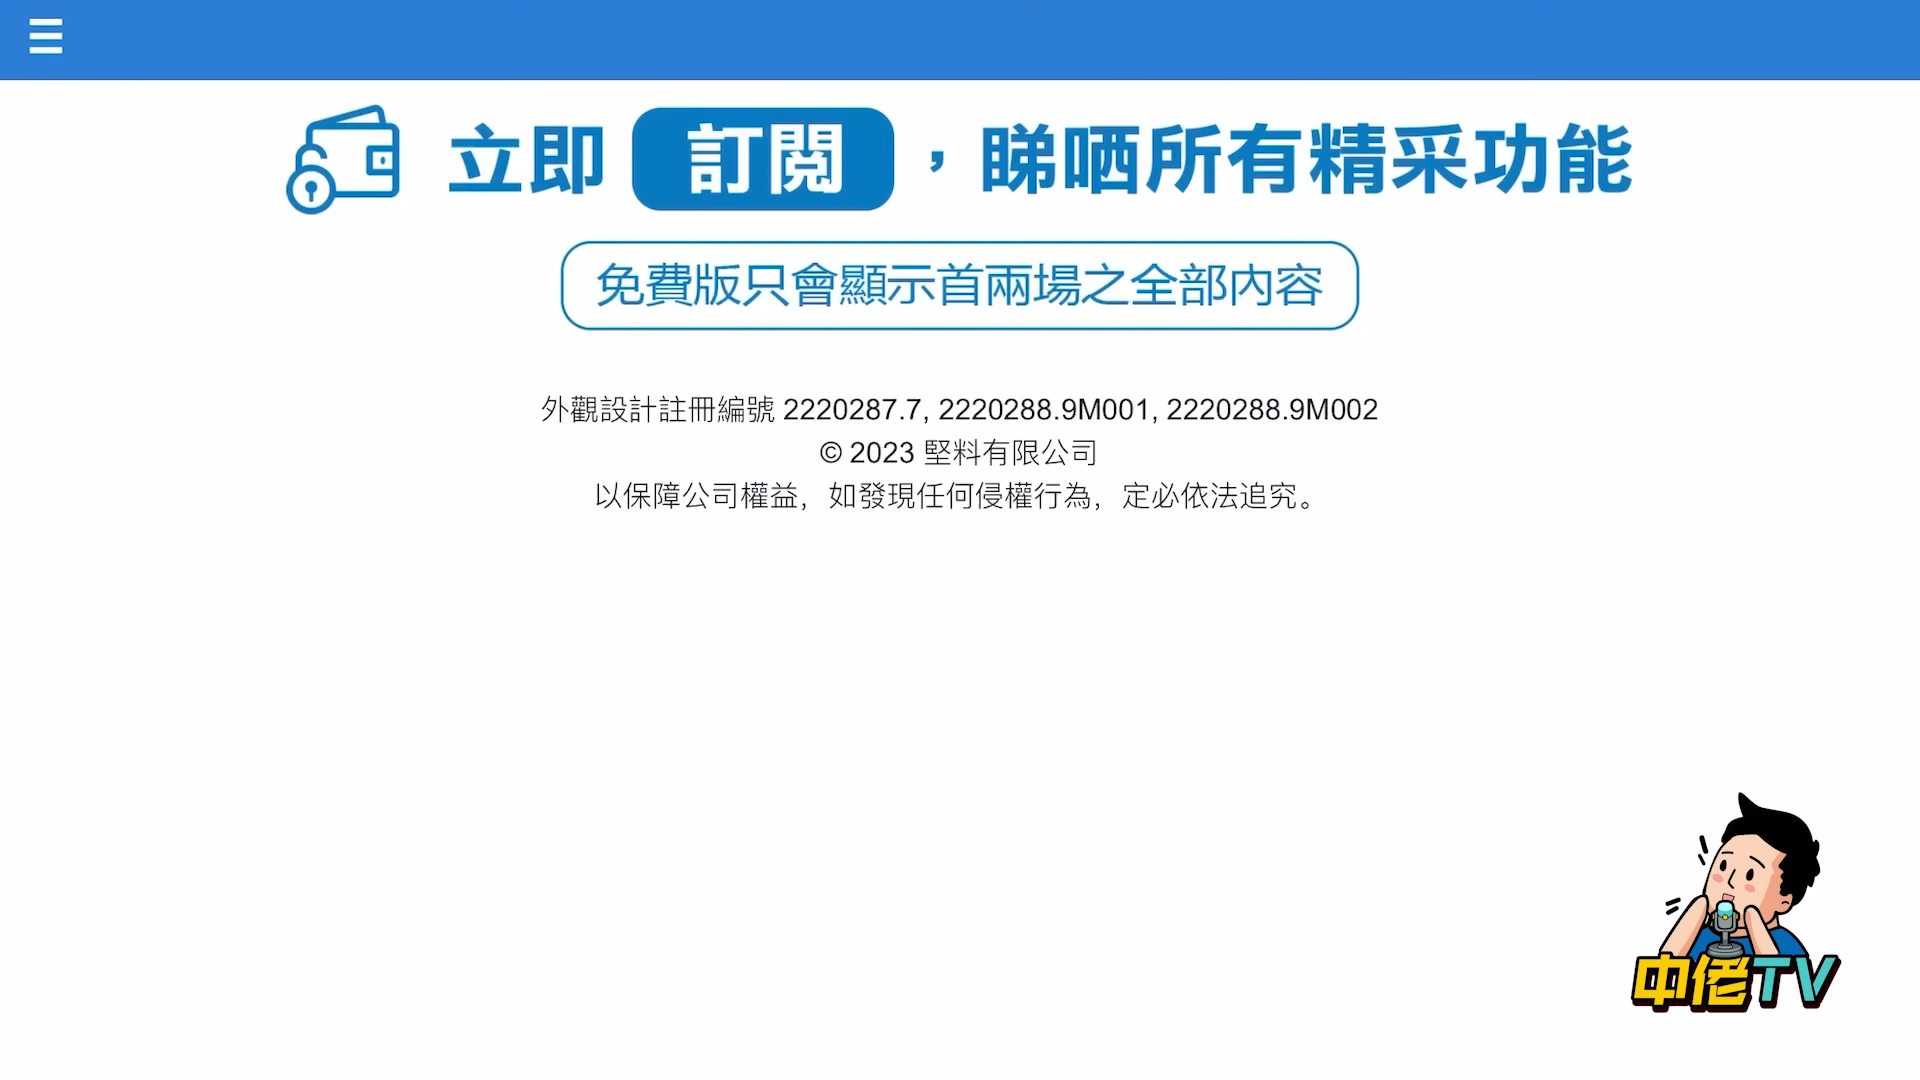 立即 訂閱，睇哂所有精采功能
免費版只會顯示首兩場之全部內容
外觀設計註冊編號 2220287.7, 2220288.9M001, 2220288.9M002
© 2023 堅料有限公司
以保障公司權益，如發現任何侵權行為，定必依法追究。
中佬TV